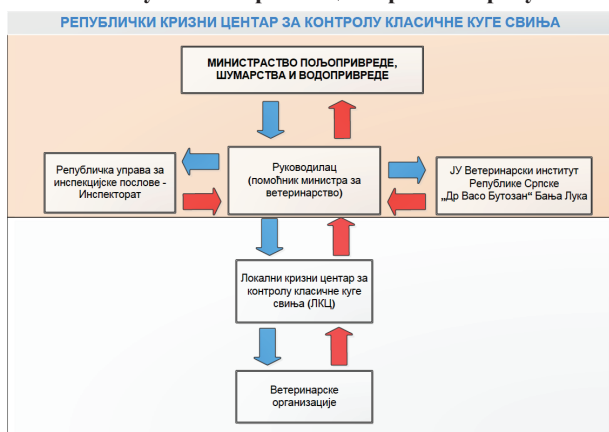 РЕПУБЛИЧКИ КРИЗНИ ЦЕНТАР ЗА КОНТРОЛУ КЛАСИЧНЕ КУГЕ СВИЊА
МИНИСТРАСТВО ПОЉОПРИВРЕДЕ,
ШУМАРСТВА И ВОДОПРИВРЕДЕ
Републичка управа за
инспекцијске послове -
Инспекторат
Руководилац
(помоћник министра за
ветеринарство)
ЈУ Ветеринарски институт
Републике Српске
„Др Васо Бутозан“ Бања Лука
Локални кризни центар за
контролу класичне куге
свиња (ЛКЦ)
Ветеринарске
организације